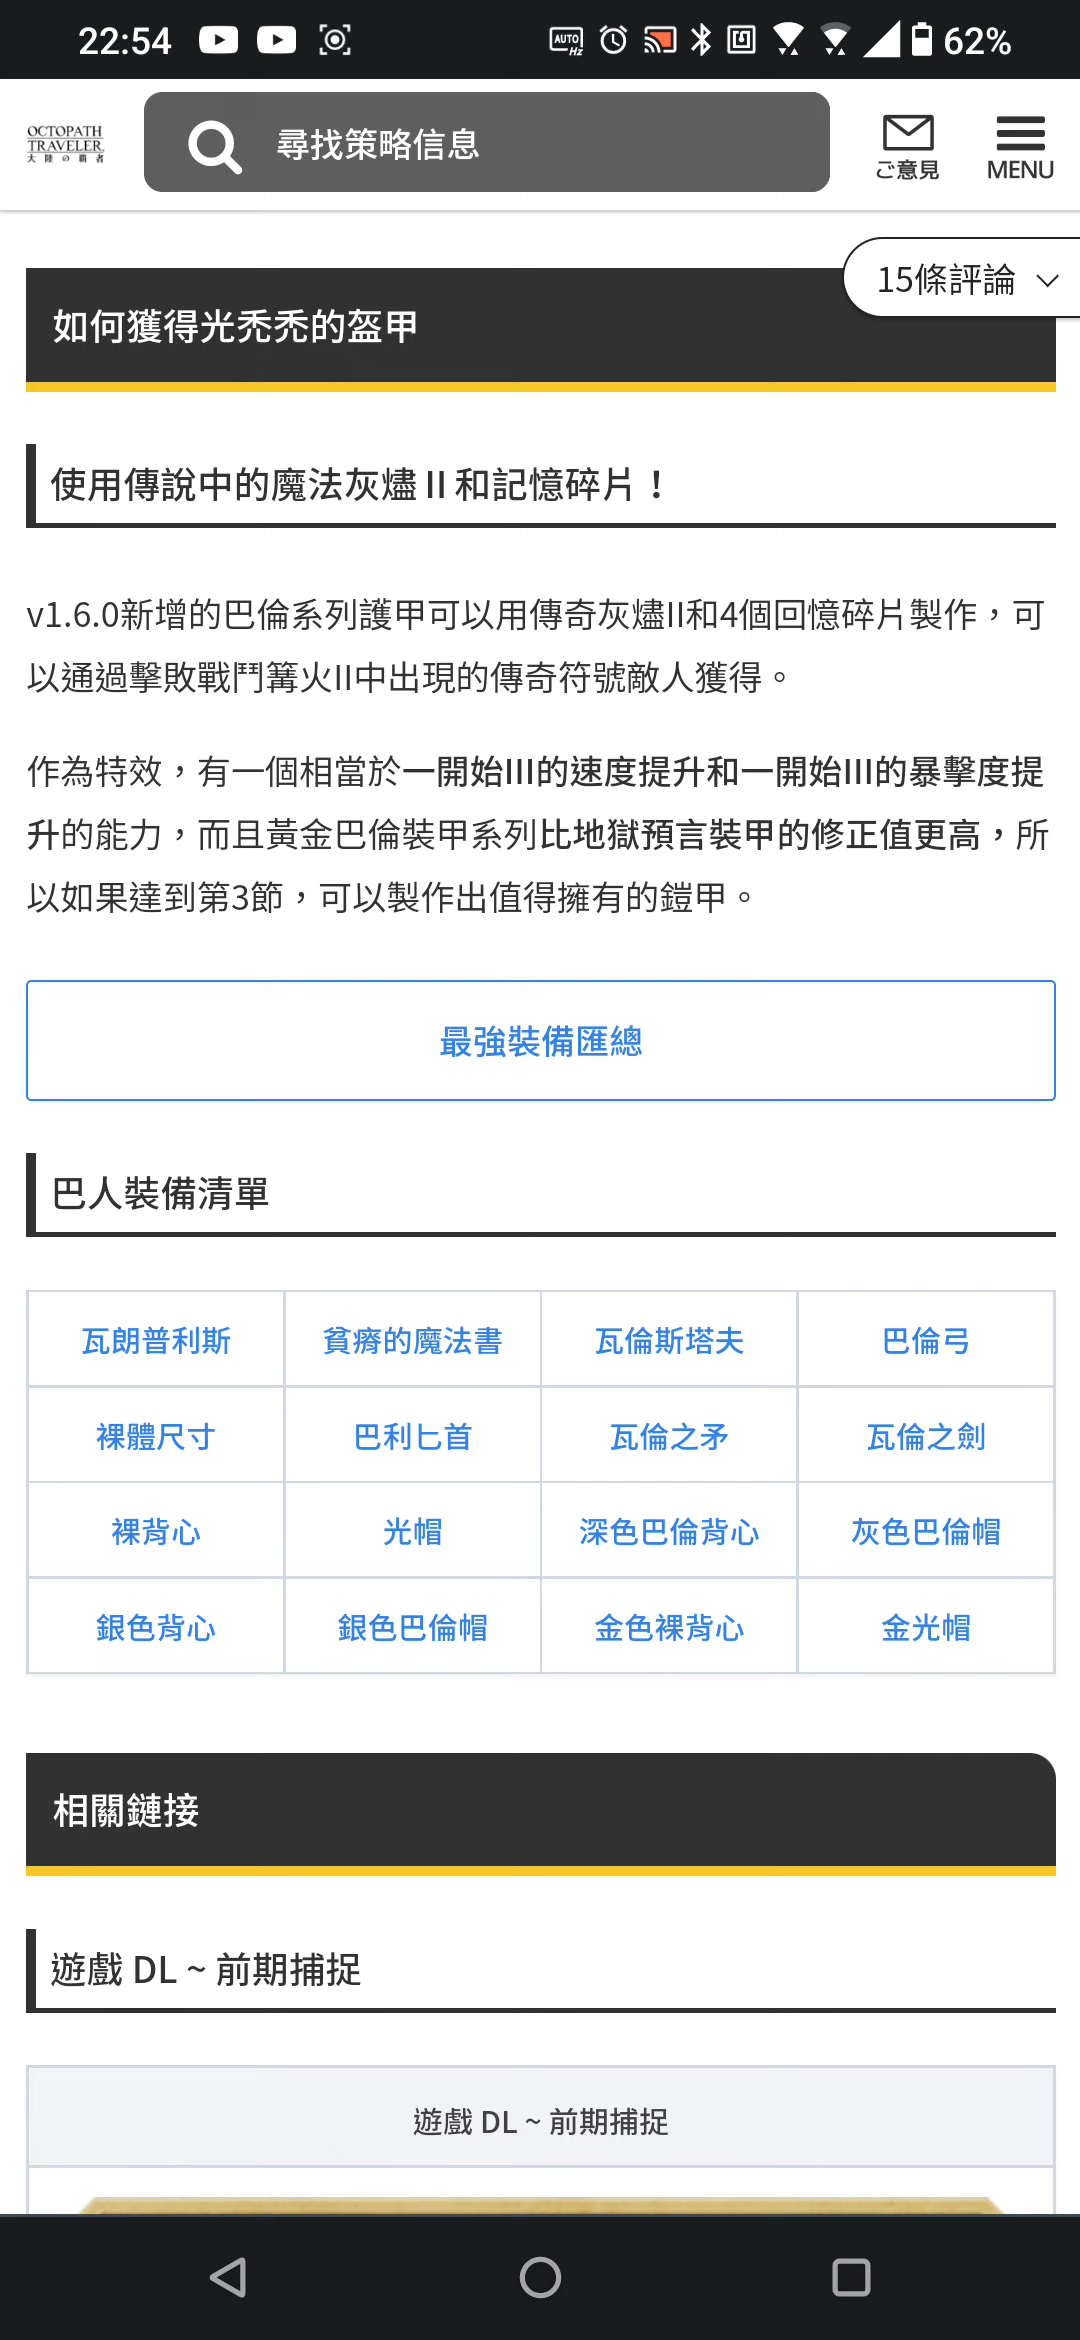 22:54
AUTO Hz
62%
OCTOPATH
TRAVELER
大陸の覇者
尋找策略信息
ご意見
MENU
15條評論
如何獲得光禿禿的盔甲
使用傳說中的魔法灰燼 II 和記憶碎片！
v1.6.0新增的巴倫系列護甲可以用傳奇灰燼II和4個回憶碎片製作，可
以通過擊敗戰鬥篝火II中出現的傳奇符號敵人獲得。
作為特效，有一個相當於一開始III的速度提升和一開始III的暴擊度提
升的能力，而且黃金巴倫裝甲系列比地獄預言裝甲的修正值更高，所
以如果達到第3節，可以製作出值得擁有的鎧甲。
最強裝備匯總
巴人裝備清單
瓦朗普利斯 貧瘠的魔法書 瓦倫斯塔夫 巴倫弓
裸體尺寸 巴利匕首 瓦倫之矛 瓦倫之劍
裸背心 光帽 深色巴倫背心 灰色巴倫帽
銀色背心 銀色巴倫帽 金色裸背心 金光帽
相關鏈接
遊戲 DL ~ 前期捕捉
遊戲 DL ~ 前期捕捉